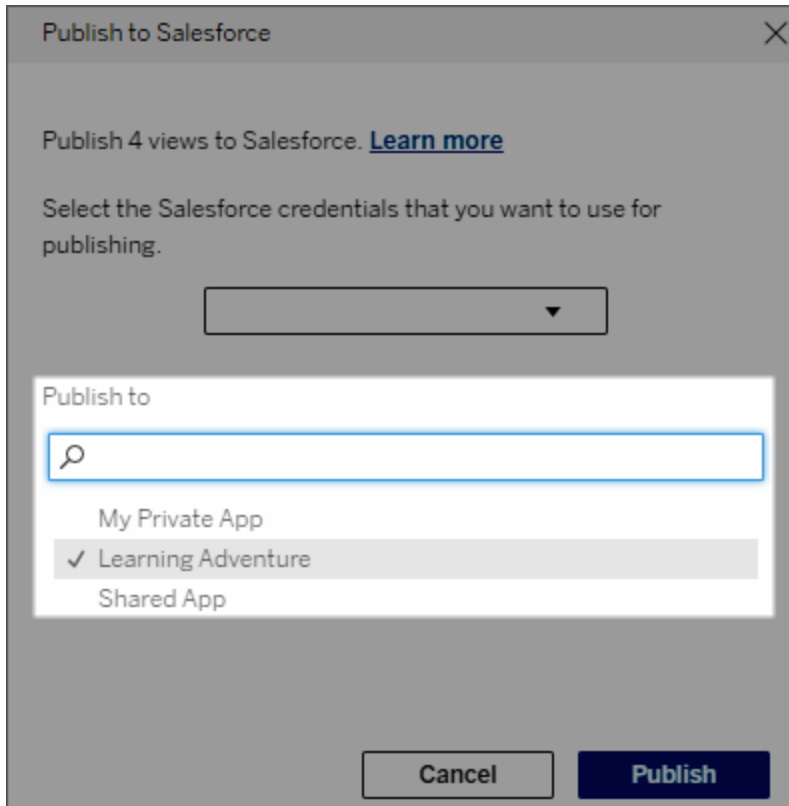 Publish to Salesforce
Publish 4 views to Salesforce. Learn more
Select the Salesforce credentials that you want to use for
publishing.
Publish to
My Private App
Learning Adventure
Shared App
Cancel
Publish